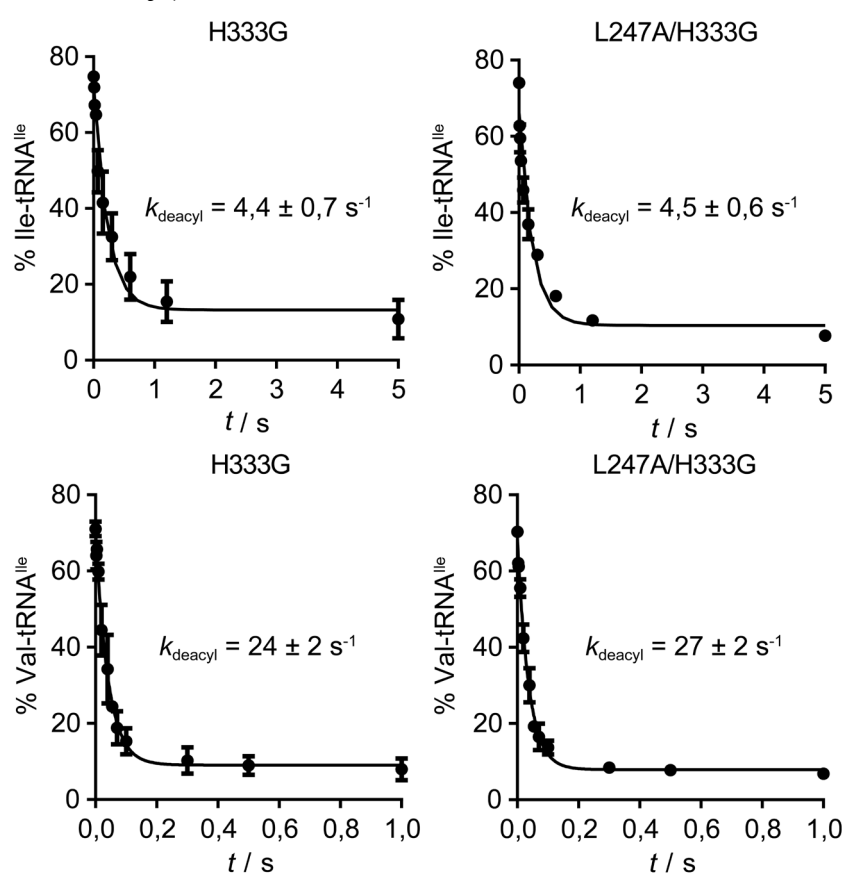 H333G
L247A/H333G
80
60
40
20
0
% Ile-tRNAIle
kdeacyl = 4,4 ± 0,7 s-1
0 1 2 3 4 5
t / s
80
60
40
20
0
% Ile-tRNAIle
kdeacyl = 4,5 ± 0,6 s-1
0 1 2 3 4 5
t / s
H333G
L247A/H333G
80
60
40
20
0
% Val-tRNAIle
kdeacyl = 24 ± 2 s-1
0,0 0,2 0,4 0,6 0,8 1,0
t / s
80
60
40
20
0
% Val-tRNAIle
kdeacyl = 27 ± 2 s-1
0,0 0,2 0,4 0,6 0,8 1,0
t / s